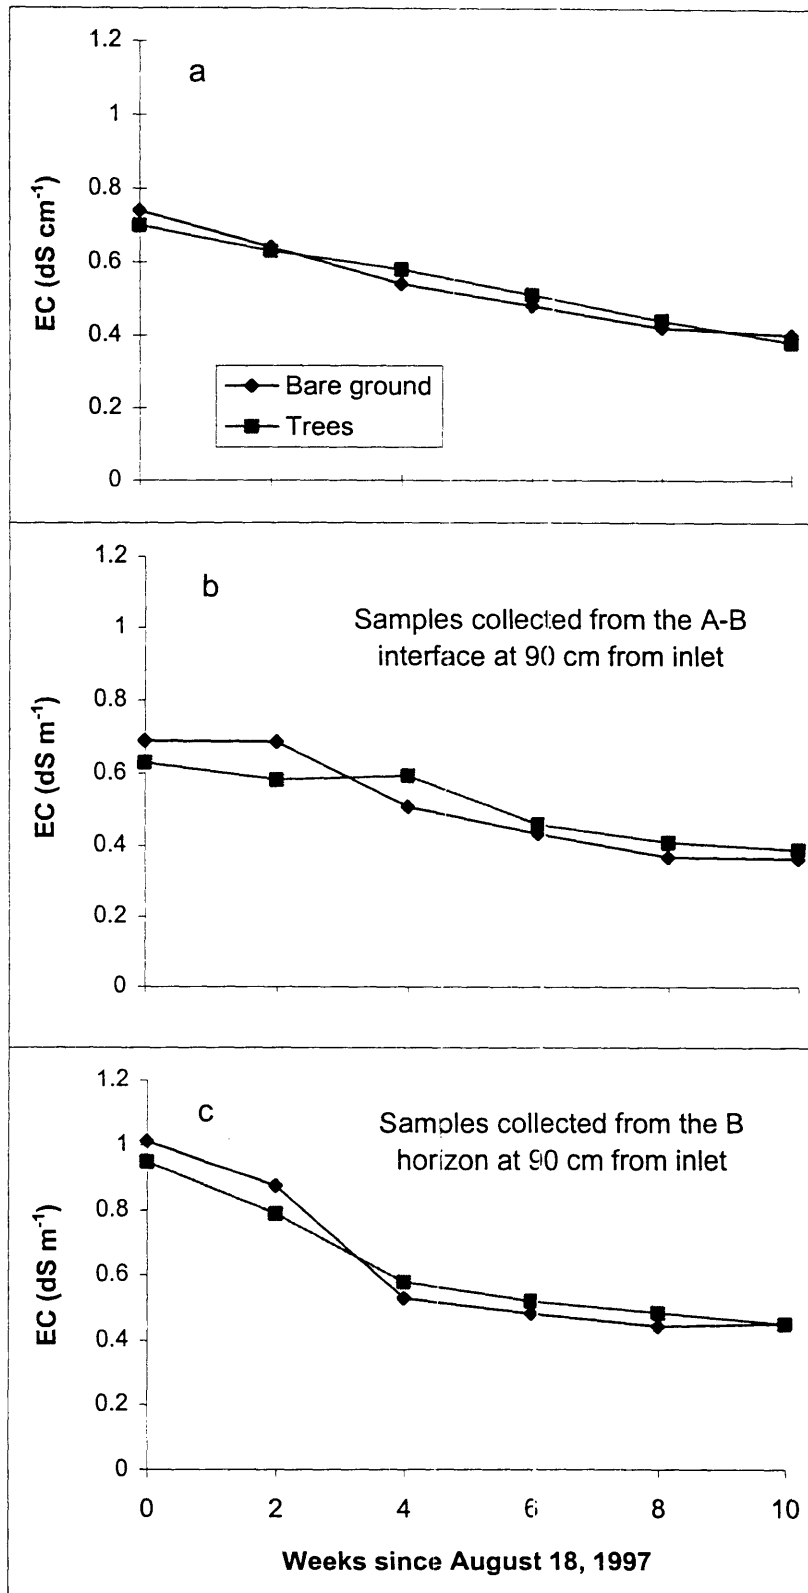 1.2
a
1
0.8
0.6
0.4
0.2
0
EC (dS cm-1)
Bare ground
Trees
1.2
b
Samples collected from the A-B
interface at 90 cm from inlet
1
0.8
0.6
0.4
0.2
0
EC (dS m-1)
1.2
c
Samples collected from the B
horizon at 90 cm from inlet
1
0.8
0.6
0.4
0.2
0
EC (dS m-1)
0 2 4 6 8 10
Weeks since August 18, 1997